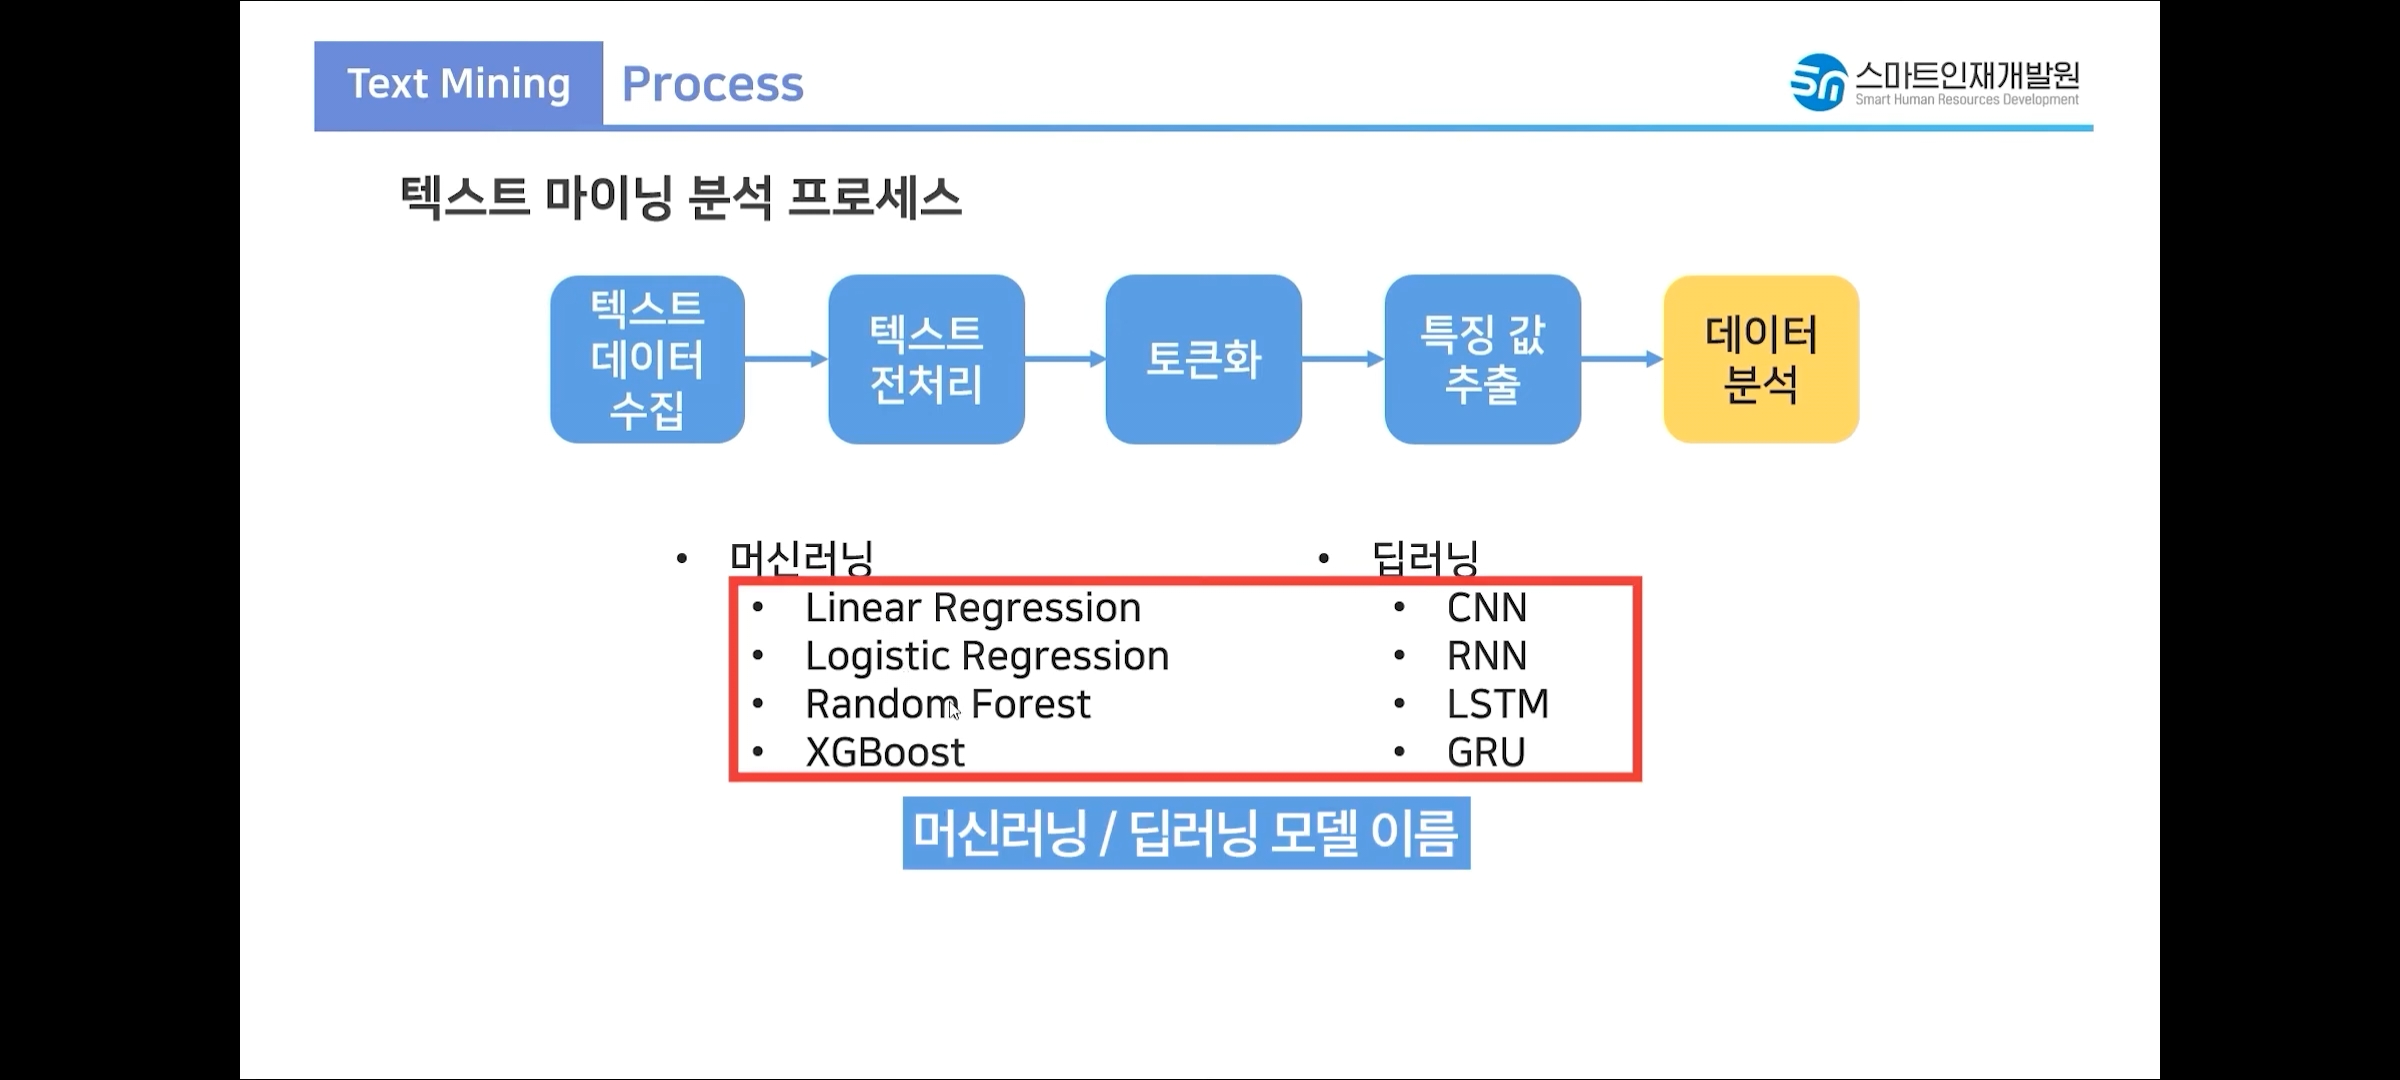 Text Mining
Process
스마트인재개발원
Smart Human Resources Development
텍스트 마이닝 분석 프로세스
텍스트
데이터
수집
텍스트
전처리
토큰화
특징 값
추출
데이터
분석
• 머신러닝
• Linear Regression
• Logistic Regression
• Random Forest
• XGBoost
• 딥러닝
• CNN
• RNN
• LSTM
• GRU
머신러닝 / 딥러닝 모델 이름